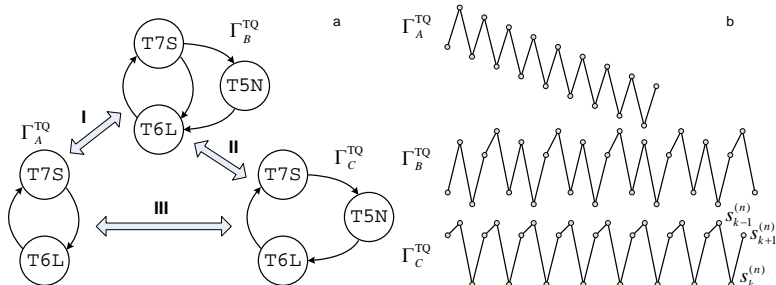 a
Γ_B^TQ
T7S
T5N
T6L
I
II
Γ_A^TQ
T7S
T6L
III
Γ_C^TQ
T7S
T5N
T6L
b
Γ_A^TQ
Γ_B^TQ
Γ_C^TQ
s_{k-1}^{(n)}
s_{k+1}^{(n)}
s_k^{(n)}